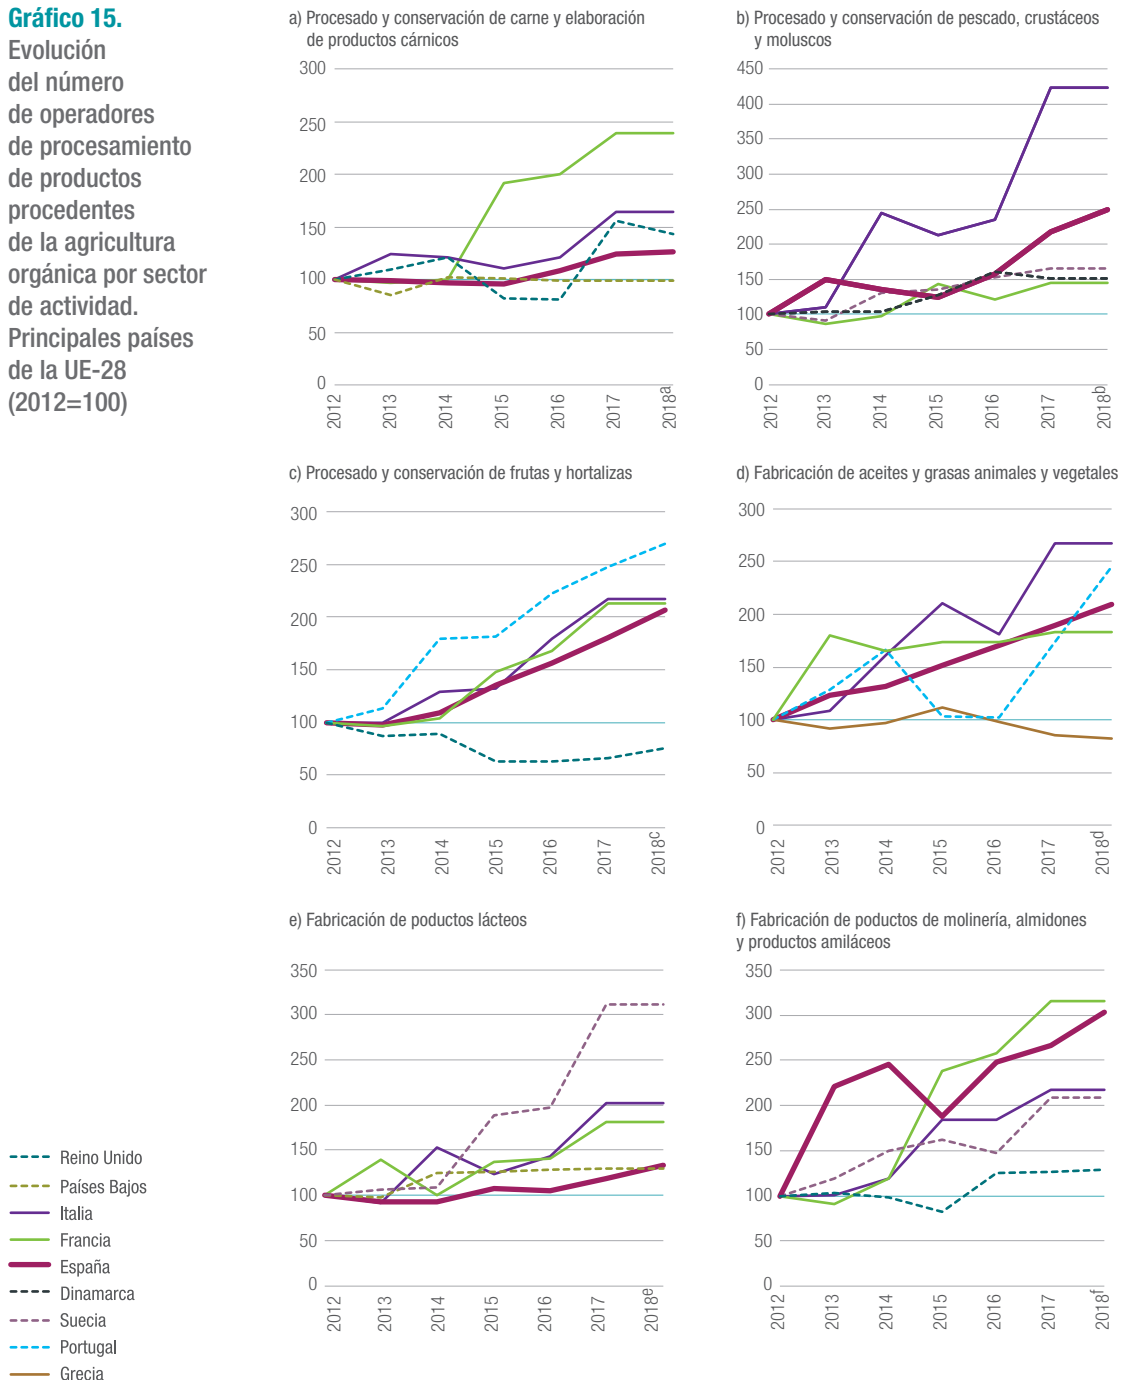 Gráfico 15.
Evolución
del número
de operadores
de procesamiento
de productos
procedentes
de la agricultura
orgánica por sector
de actividad.
Principales países
de la UE-28
(2012=100)
a) Procesado y conservación de carne y elaboración
de productos cárnicos
300
250
200
150
100
50
0
2012
2013
2014
2015
2016
2017
2018a
b) Procesado y conservación de pescado, crustáceos
y moluscos
450
400
350
300
250
200
150
100
50
0
2012
2013
2014
2015
2016
2017
2018b
c) Procesado y conservación de frutas y hortalizas
300
250
200
150
100
50
0
2012
2013
2014
2015
2016
2017
2018c
d) Fabricación de aceites y grasas animales y vegetales
300
250
200
150
100
50
0
2012
2013
2014
2015
2016
2017
2018d
e) Fabricación de poductos lácteos
350
300
250
200
150
100
50
0
2012
2013
2014
2015
2016
2017
2018e
f) Fabricación de poductos de molinería, almidones
y productos amiláceos
350
300
250
200
150
100
50
0
2012
2013
2014
2015
2016
2017
2018f
Reino Unido
Países Bajos
Italia
Francia
España
Dinamarca
Suecia
Portugal
Grecia